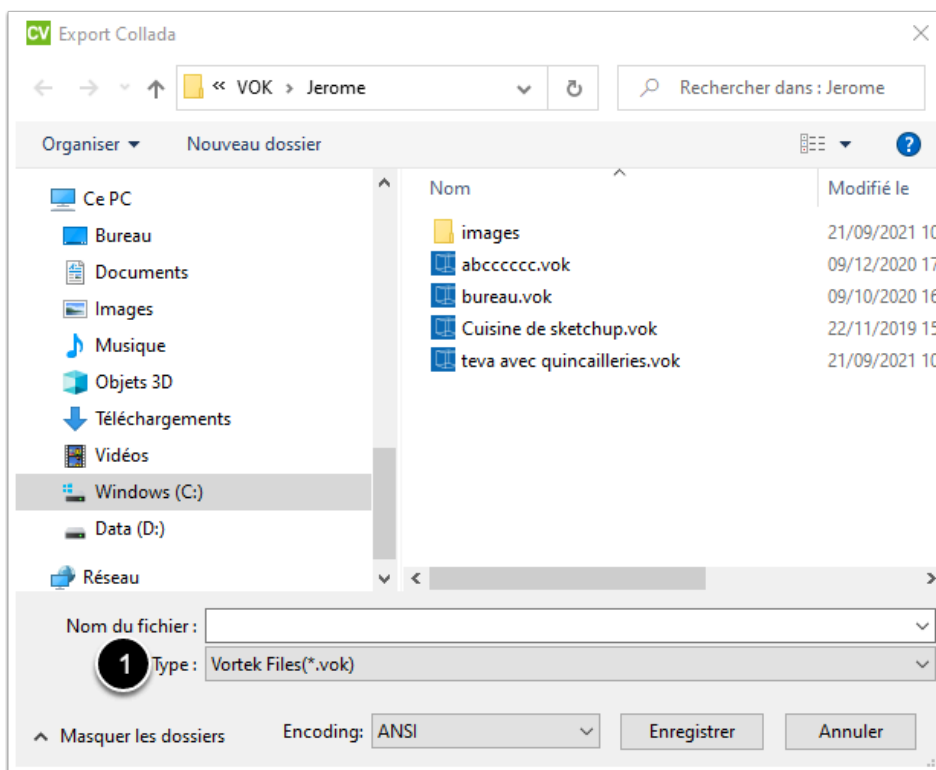 CV Export Collada
« VOK > Jerome
Rechercher dans : Jerome
Organiser
Nouveau dossier
?
Ce PC
Bureau
Documents
Images
Musique
Objets 3D
Téléchargements
Vidéos
Windows (C:)
Data (D:)
Réseau
Nom
Modifié le
images
21/09/2021 10
abcccccc.vok
09/12/2020 17
bureau.vok
09/10/2020 16
Cuisine de sketchup.vok
22/11/2019 15
teva avec quincailleries.vok
21/09/2021 10
Nom du fichier :
1 Type : Vortek Files(*.vok)
Masquer les dossiers
Encoding: ANSI
Enregistrer
Annuler